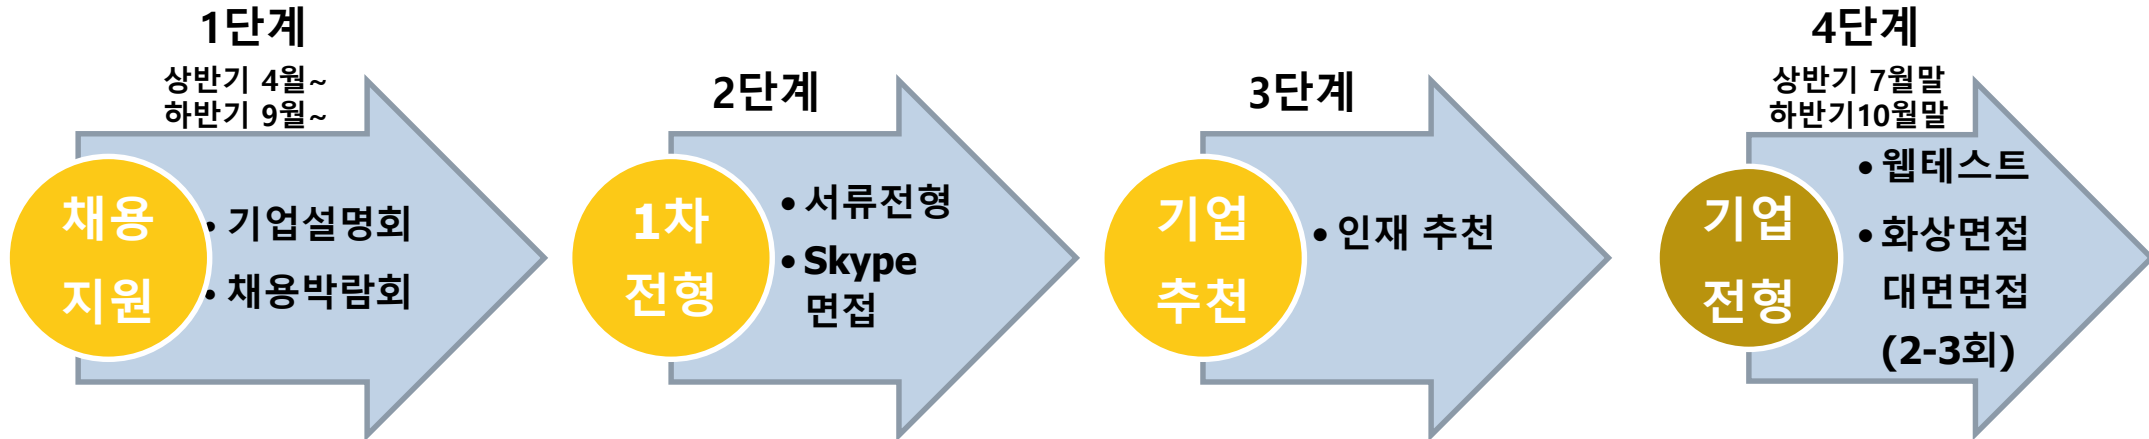 1단계
상반기 4월~
하반기 9월~
채용
지원
• 기업설명회
• 채용박람회
2단계
1차
전형
• 서류전형
• Skype
면접
3단계
기업
추천
• 인재 추천
4단계
상반기 7월말
하반기10월말
기업
전형
• 웹테스트
• 화상면접
대면면접
(2-3회)